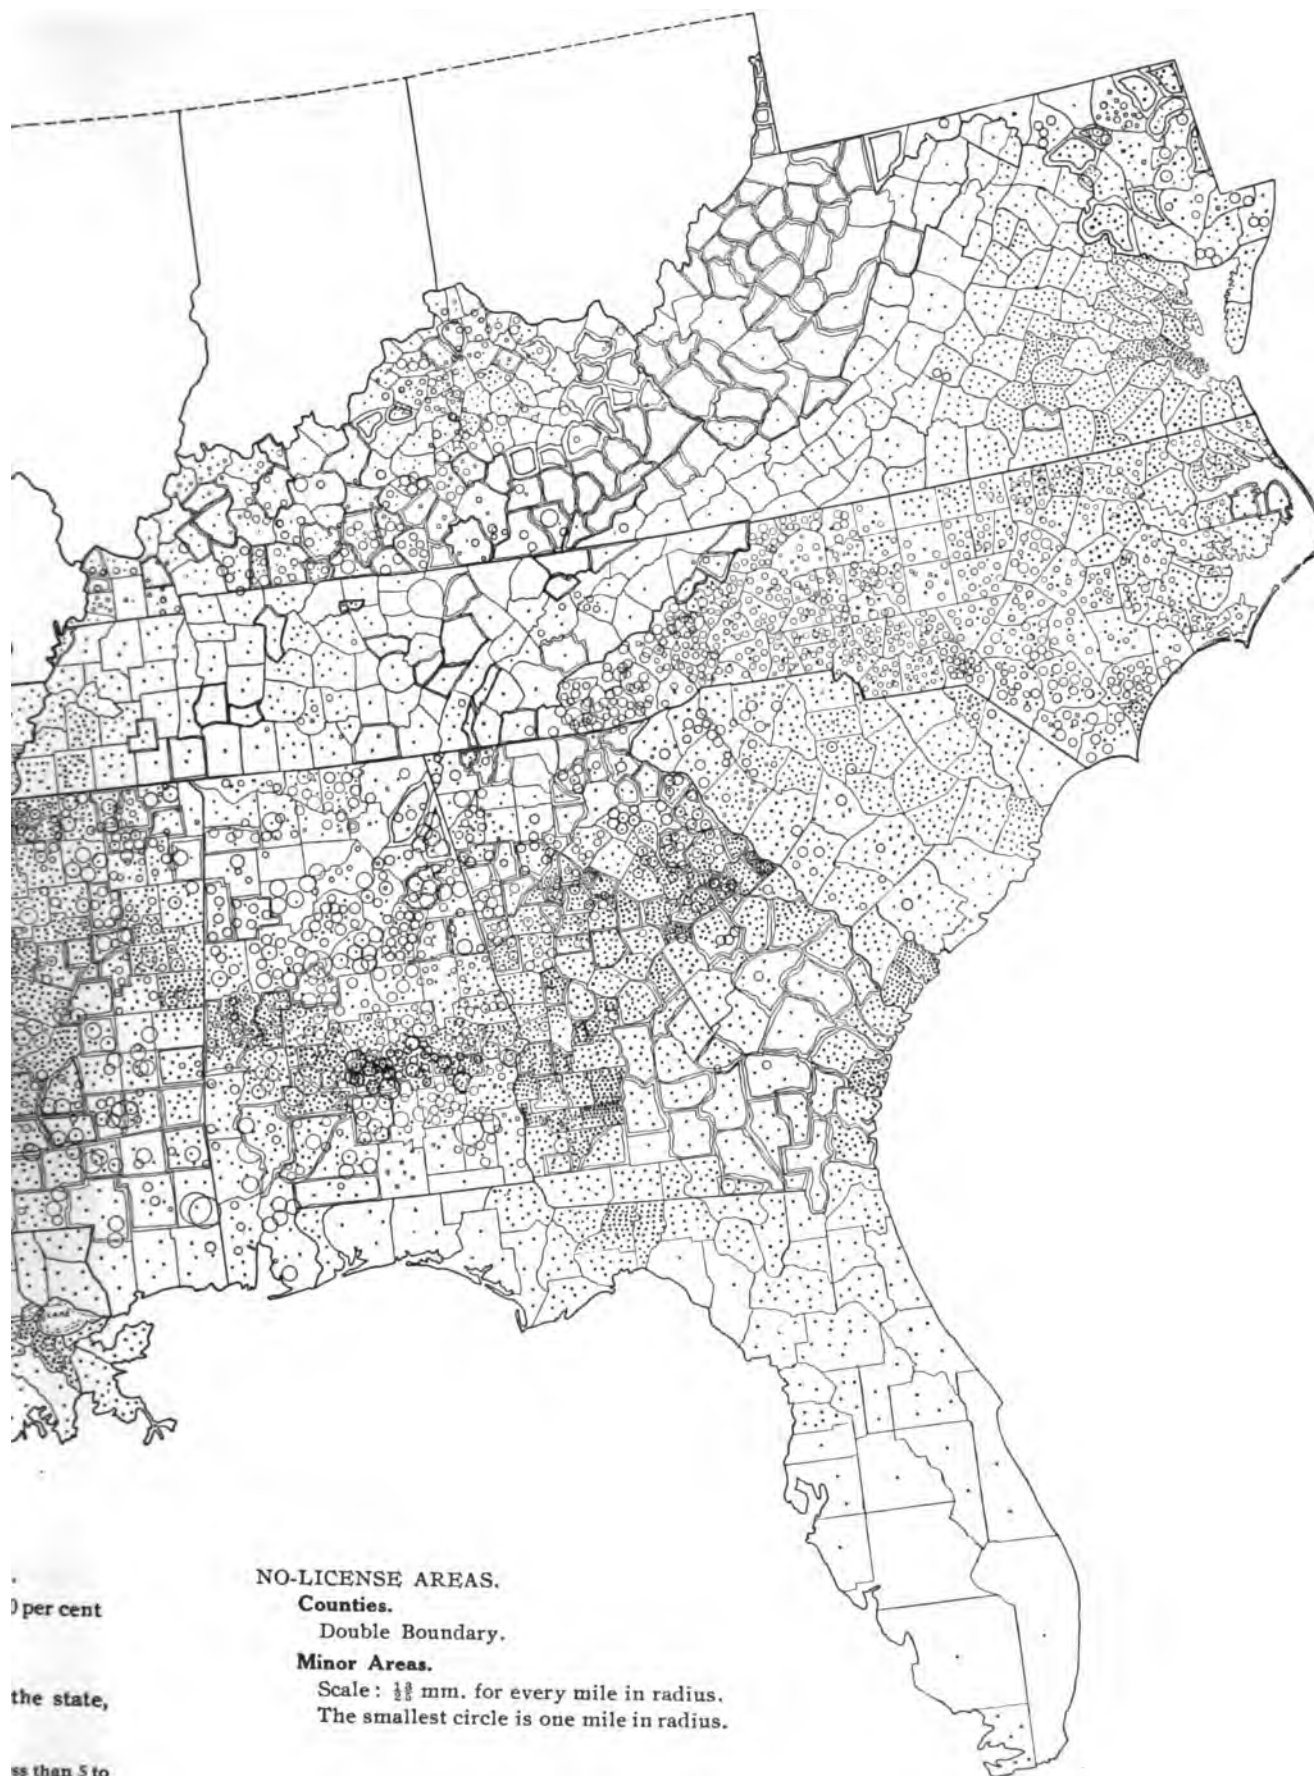 .
0 per cent
the state,
ss than 5 to
NO-LICENSE AREAS.
Counties.
Double Boundary.
Minor Areas.
Scale: 13/25 mm. for every mile in radius.
The smallest circle is one mile in radius.